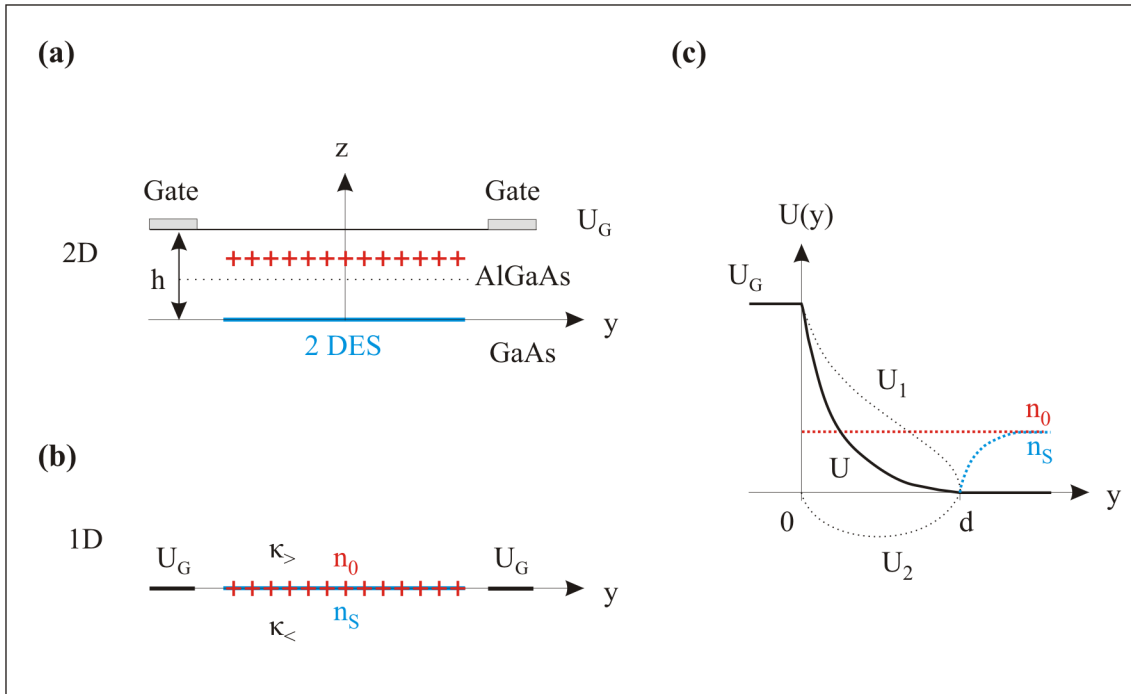 (a)
z
Gate
Gate
U_G
2D
h
+++++++++++++
AlGaAs
y
2 DES
GaAs
(b)
1D
κ_>
U_G
n_0
U_G
y
n_S
κ_<
(c)
U(y)
U_G
U_1
n_0
U
n_S
y
0
d
U_2